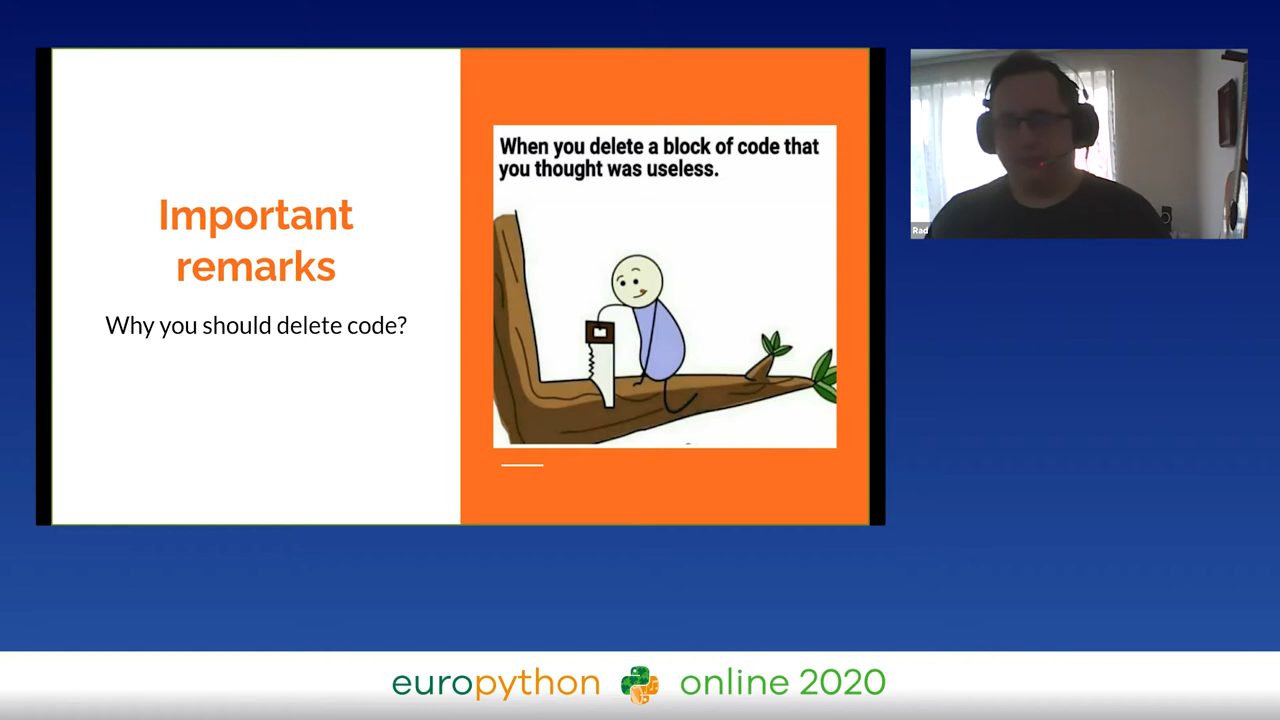 Important
remarks
Why you should delete code?
When you delete a block of code that
you thought was useless.
Rad
europython online 2020